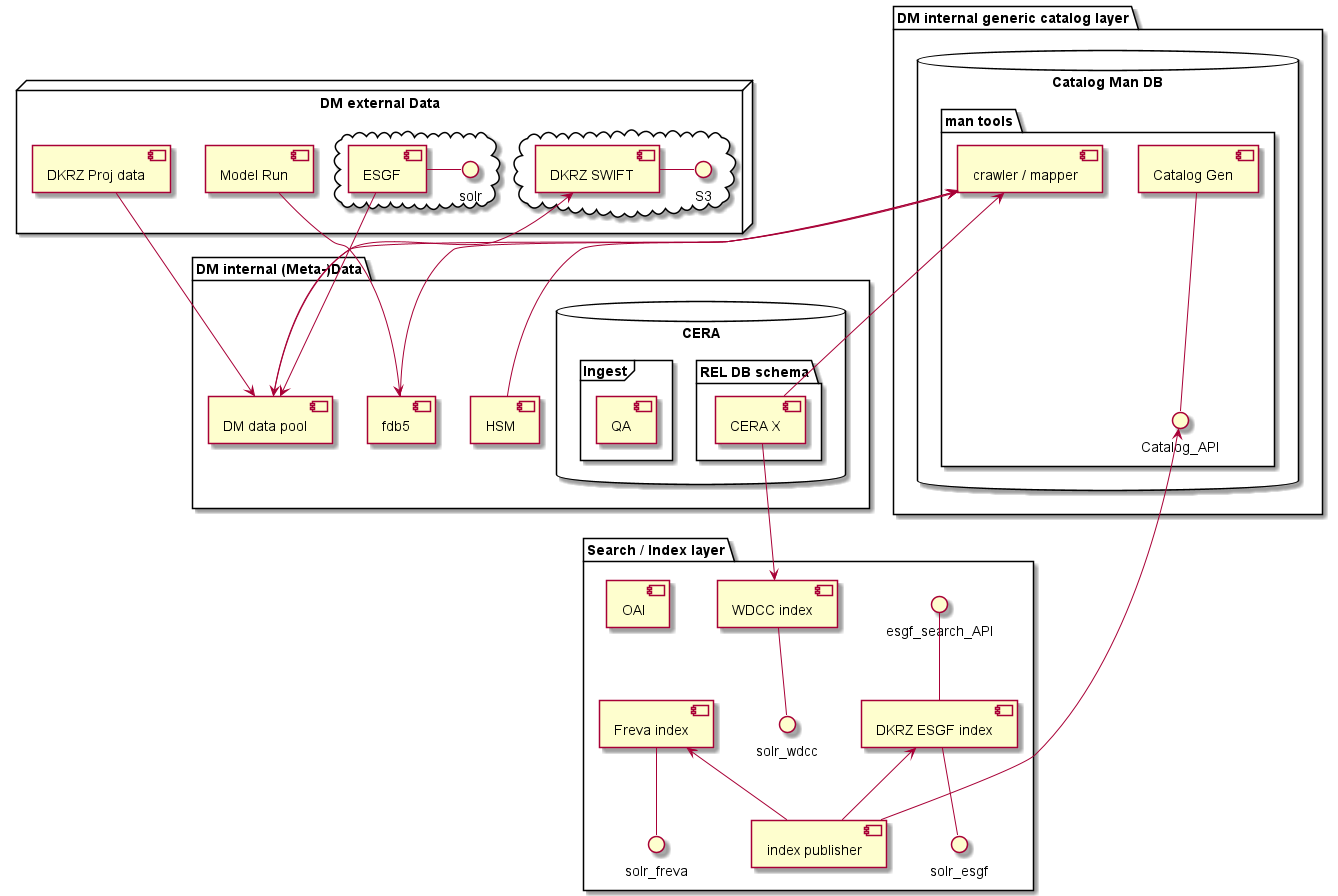 DM internal generic catalog layer
Catalog Man DB
man tools
crawler / mapper
Catalog Gen
Catalog_API
DM external Data
DKRZ Proj data
Model Run
ESGF
solr
DKRZ SWIFT
S3
DM internal (Meta-)Data
CERA
Ingest
REL DB schema
DM data pool
fdb5
HSM
QA
CERA X
Search / Index layer
OAI
WDCC index
esgf_search_API
Freva index
solr_wdcc
DKRZ ESGF index
index publisher
solr_freva
solr_esgf